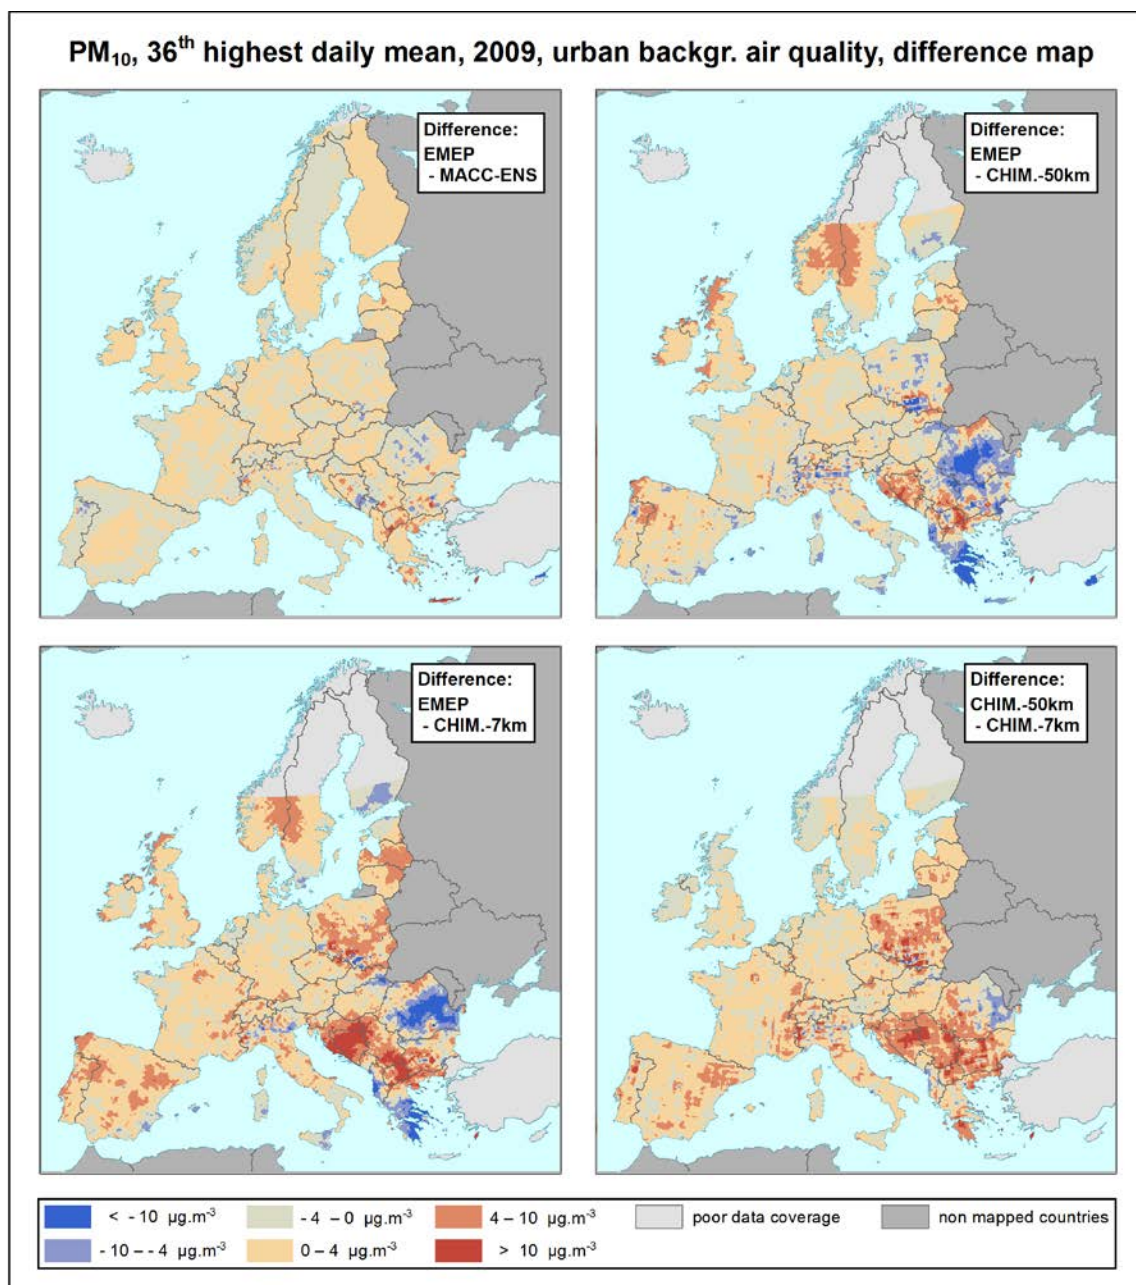 PM₁₀, 36ᵗʰ highest daily mean, 2009, urban backgr. air quality, difference map
Difference:
EMEP
- MACC-ENS
Difference:
EMEP
- CHIM.-50km
Difference:
EMEP
- CHIM.-7km
Difference:
CHIM.-50km
- CHIM.-7km
< - 10 µg.m⁻³
- 4 – 0 µg.m⁻³
4 – 10 µg.m⁻³
poor data coverage
non mapped countries
- 10 – - 4 µg.m⁻³
0 – 4 µg.m⁻³
> 10 µg.m⁻³